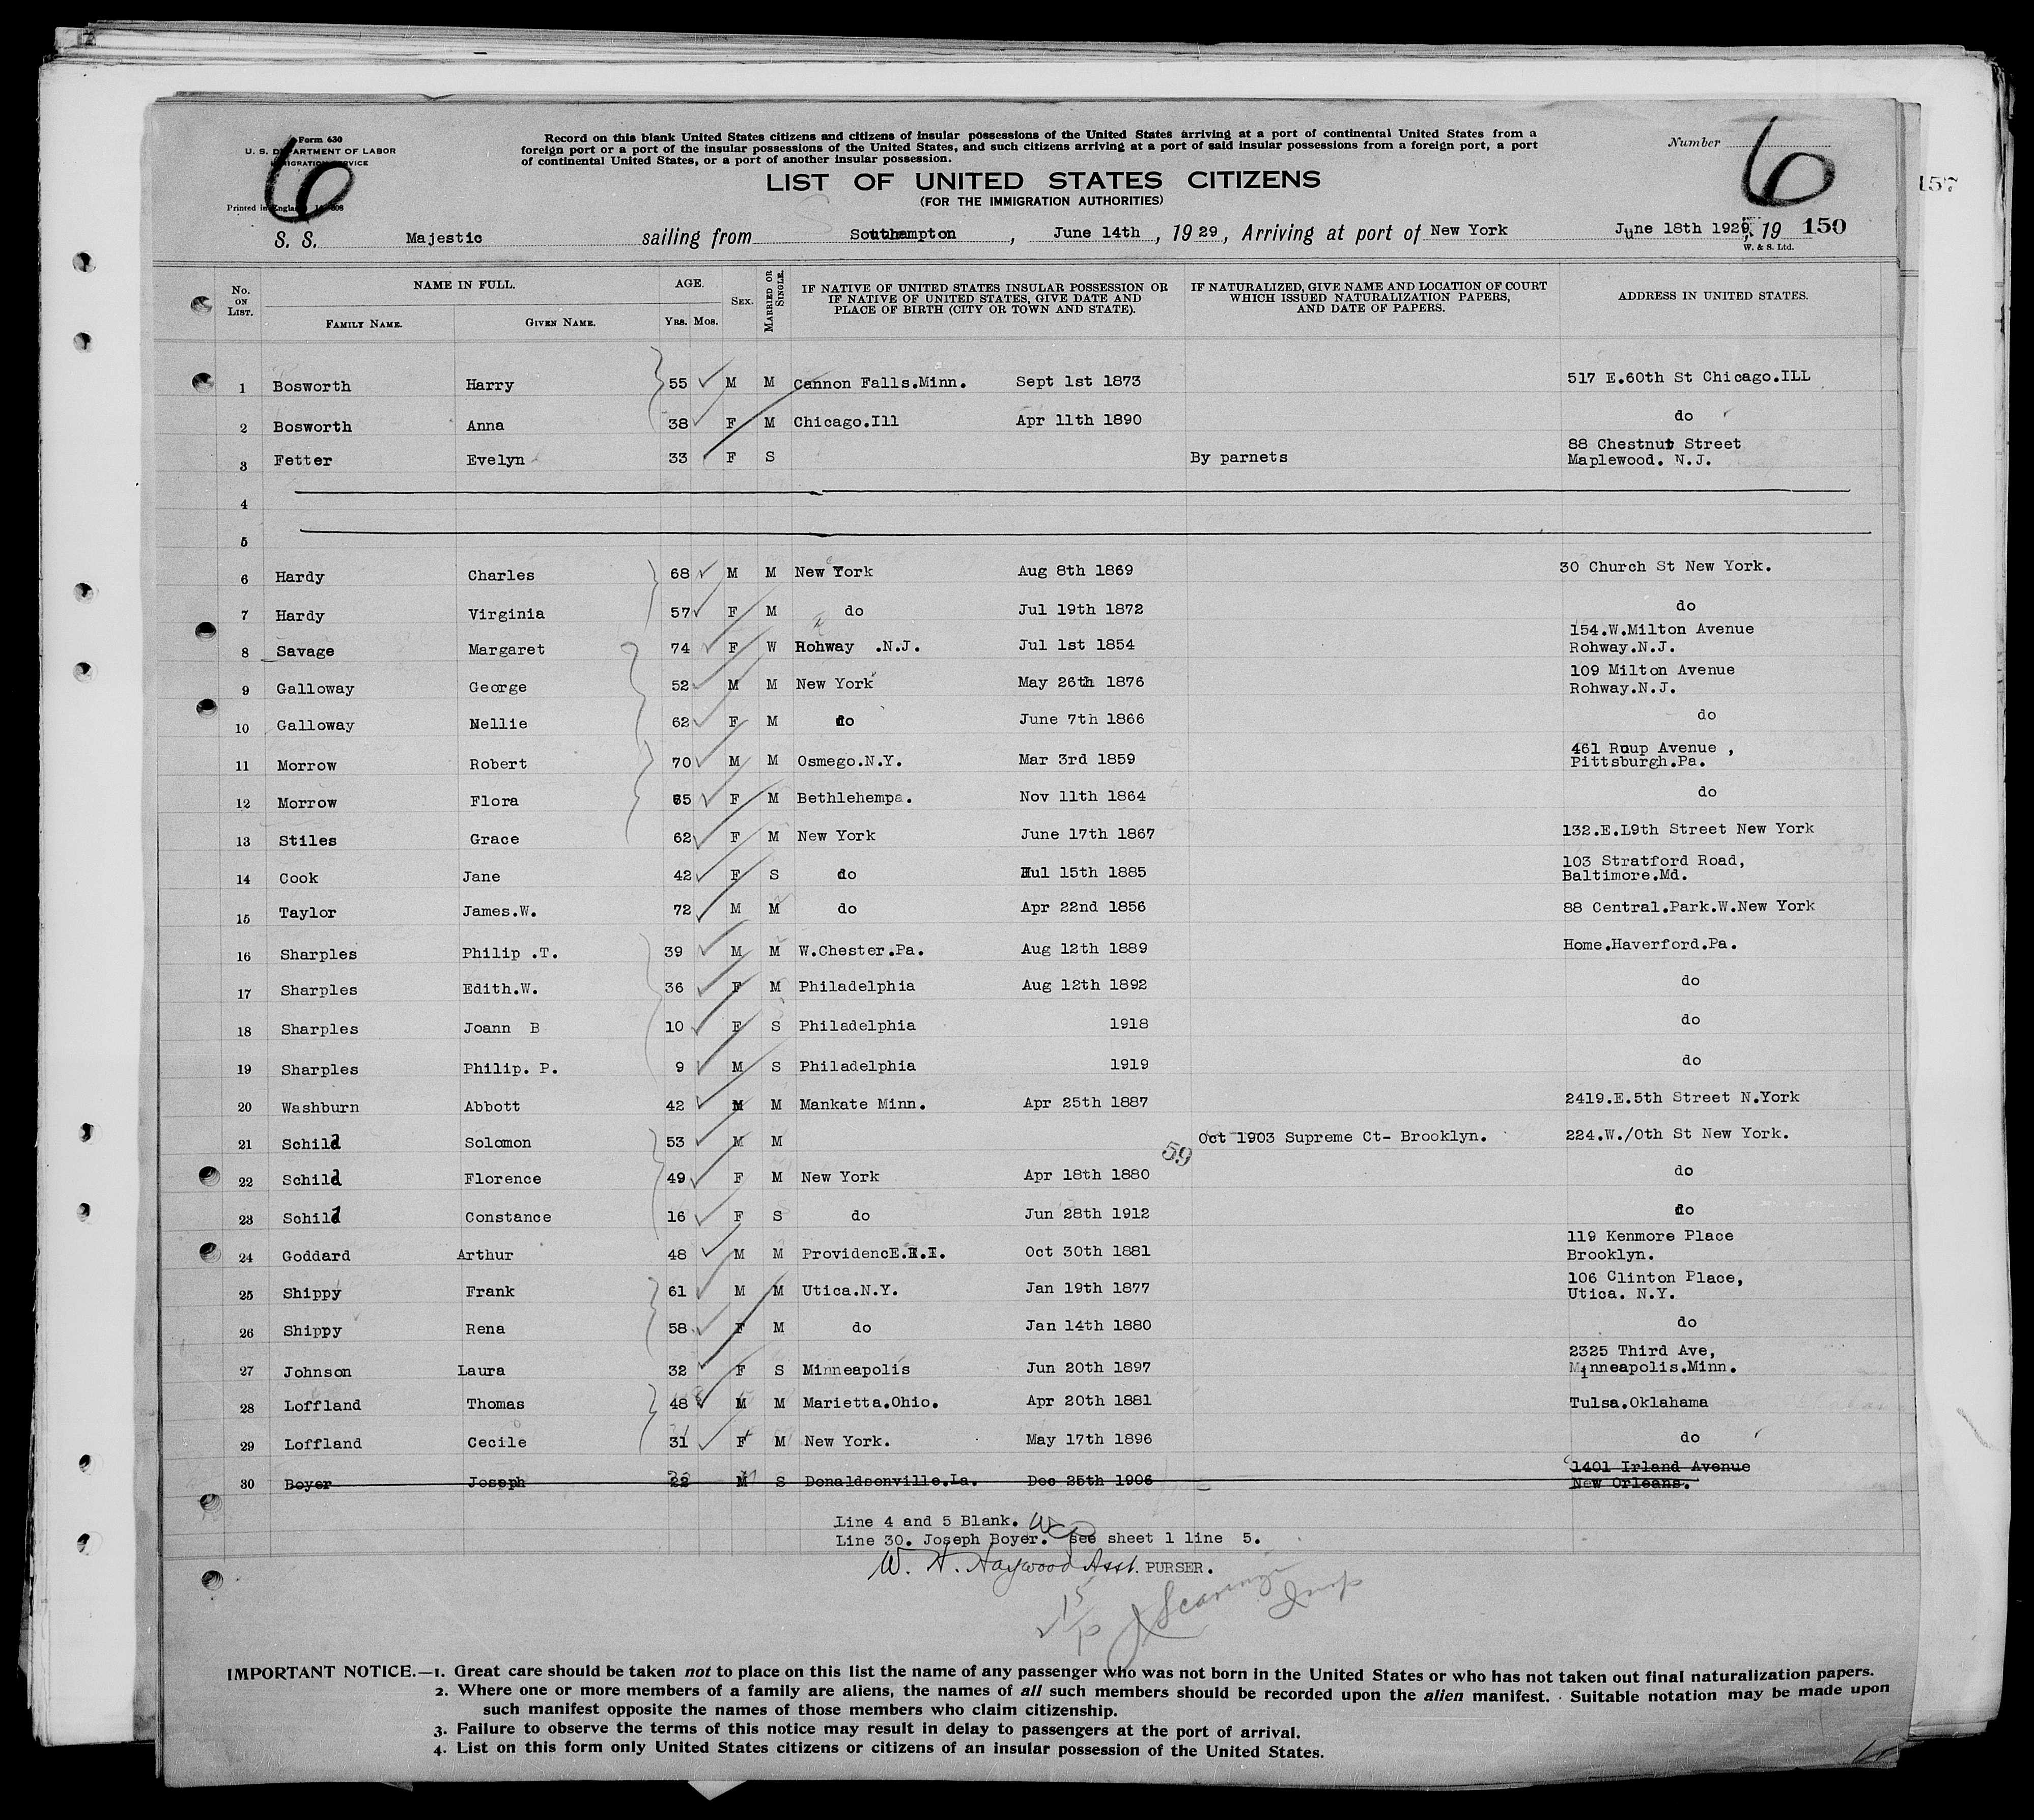 Form 630
U. S. DEPARTMENT OF LABOR
IMMIGRATION SERVICE
Printed in England
6
Record on this blank United States citizens and citizens of insular possessions of the United States arriving at a port of continental United States from a
foreign port or a port of the insular possessions of the United States, and such citizens arriving at a port of said insular possessions from a foreign port, a port
of continental United States, or a port of another insular possession.
Number 6
157
LIST OF UNITED STATES CITIZENS
(FOR THE IMMIGRATION AUTHORITIES)
S. S. Majestic sailing from Southampton, June 14th, 1929, Arriving at port of New York June 18th 1929, 19 150
W. & S. Ltd.
No. ON LIST. NAME IN FULL. AGE. SEX. MARRIED OR SINGLE. IF NATIVE OF UNITED STATES INSULAR POSSESSION OR IF NATIVE OF UNITED STATES, GIVE DATE AND PLACE OF BIRTH (CITY OR TOWN AND STATE). IF NATURALIZED, GIVE NAME AND LOCATION OF COURT WHICH ISSUED NATURALIZATION PAPERS, AND DATE OF PAPERS. ADDRESS IN UNITED STATES.
FAMILY NAME. GIVEN NAME. YRS. MOS.
1 Bosworth Harry 55 M M Cannon Falls.Minn. Sept 1st 1873 517 E.60th St Chicago.ILL
2 Bosworth Anna 38 F M Chicago.Ill Apr 11th 1890 do
3 Fetter Evelyn 33 F S By parnets 88 Chestnut Street
Maplewood. N.J.
4
5
6 Hardy Charles 68 M M New York Aug 8th 1869 30 Church St New York.
7 Hardy Virginia 57 F M do Jul 19th 1872 do
8 Savage Margaret 74 F W Rohway .N.J. Jul 1st 1854 154.W.Milton Avenue
Rohway.N.J.
9 Galloway George 52 M M New York May 26th 1876 109 Milton Avenue
Rohway.N.J.
10 Galloway Nellie 62 F M do June 7th 1866 do
11 Morrow Robert 70 M M Osmego.N.Y. Mar 3rd 1859 461 Roup Avenue ,
Pittsburgh.Pa.
12 Morrow Flora 65 F M Bethlehempa. Nov 11th 1864 do
13 Stiles Grace 62 F M New York June 17th 1867 132.E.L9th Street New York
14 Cook Jane 42 F S do Jul 15th 1885 103 Stratford Road,
Baltimore.Md.
15 Taylor James.W. 72 M M do Apr 22nd 1856 88 Central.Park.W.New York
16 Sharples Philip .T. 39 M M W.Chester.Pa. Aug 12th 1889 Home.Haverford.Pa.
17 Sharples Edith.W. 36 F M Philadelphia Aug 12th 1892 do
18 Sharples Joann B 10 F S Philadelphia 1918 do
19 Sharples Philip. P. 9 M S Philadelphia 1919 do
20 Washburn Abbott 42 M M Mankate Minn. Apr 25th 1887 2419.E.5th Street N.York
21 Schild Solomon 53 M M 59 Oct 1903 Supreme Ct- Brooklyn. 224.W./0th St New York.
22 Schild Florence 49 F M New York Apr 18th 1880 do
23 Schild Constance 16 F S do Jun 28th 1912 do
24 Goddard Arthur 48 M M ProvidencE.R.I. Oct 30th 1881 119 Kenmore Place
Brooklyn.
25 Shippy Frank 61 M M Utica.N.Y. Jan 19th 1877 106 Clinton Place,
Utica. N.Y.
26 Shippy Rena 58 F M do Jan 14th 1880 do
27 Johnson Laura 32 F S Minneapolis Jun 20th 1897 2325 Third Ave,
Minneapolis.Minn.
28 Loffland Thomas 48 M M Marietta.Ohio. Apr 20th 1881 Tulsa.Oklahama
29 Loffland Cecile 31 F M New York. May 17th 1896 do
30 Boyer Joseph 22 M S Donaldsonville.La. Dec 25th 1906 1401 Irland Avenue
New Orleans.
Line 4 and 5 Blank.
Line 30. Joseph Boyer. see sheet 1 line 5.
W. H. Haywood Asst. PURSER.
IMPORTANT NOTICE.—1. Great care should be taken not to place on this list the name of any passenger who was not born in the United States or who has not taken out final naturalization papers.
2. Where one or more members of a family are aliens, the names of all such members should be recorded upon the alien manifest. Suitable notation may be made upon
such manifest opposite the names of those members who claim citizenship.
3. Failure to observe the terms of this notice may result in delay to passengers at the port of arrival.
4. List on this form only United States citizens or citizens of an insular possession of the United States.